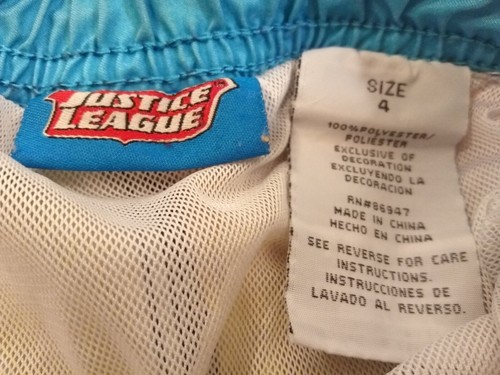 JUSTICE
LEAGUE
SIZE
4
100% POLYESTER/
POLIÉSTER
EXCLUSIVE OF
DECORATION
EXCLUYENDO LA
DECORACION
RN#86947
MADE IN CHINA
HECHO EN CHINA
SEE REVERSE FOR CARE
INSTRUCTIONS.
INSTRUCCIONES DE
LAVADO AL REVERSO.